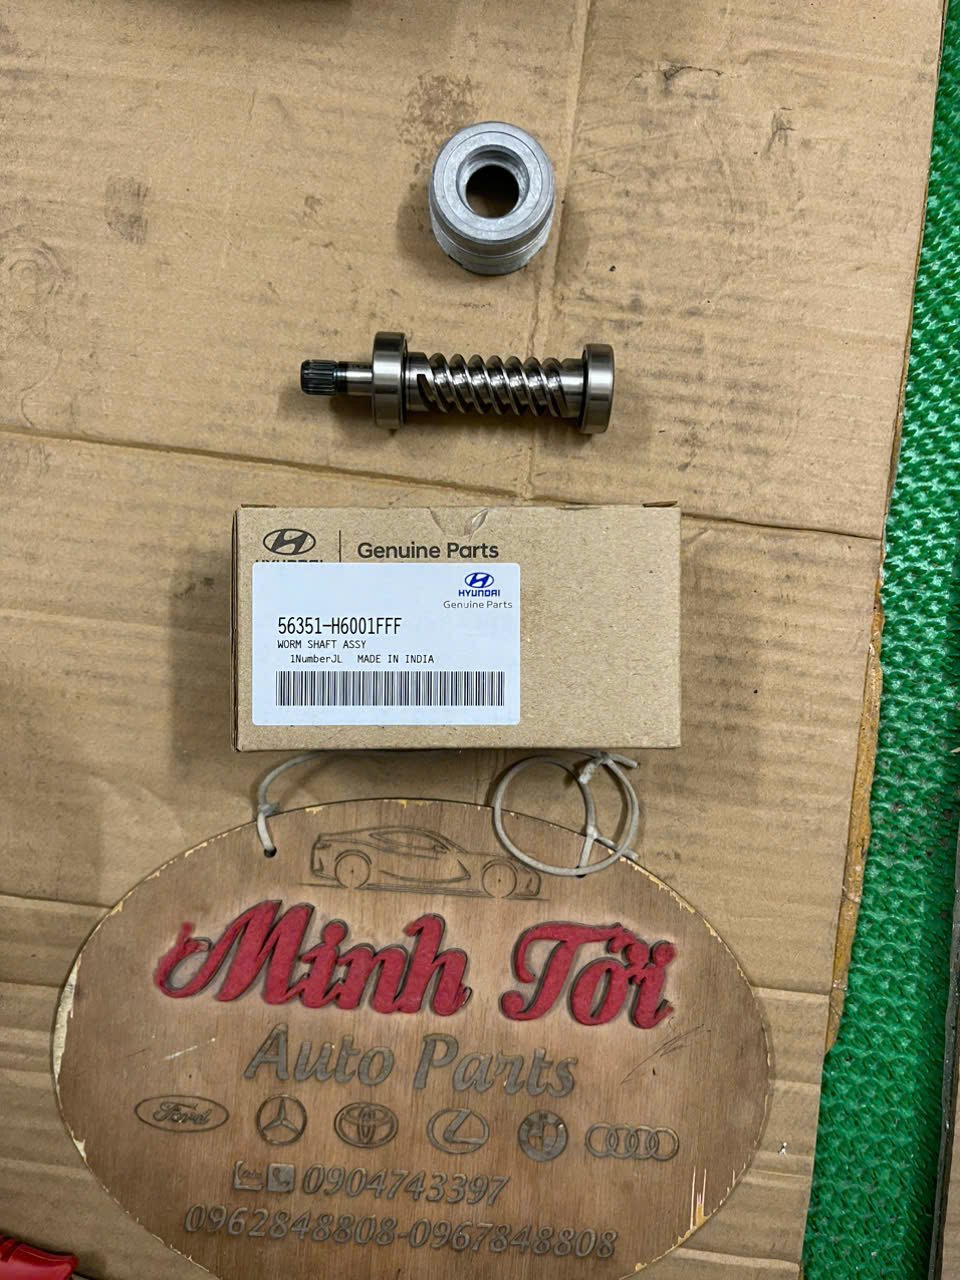 HYUNDAI
Genuine Parts
HYUNDAI
Genuine Parts
56351-H6001FFF
WORM SHAFT ASSY
1NumberJL MADE IN INDIA
Minh Tới
Auto Parts
Ford
0904743397
0962848808-0967848808